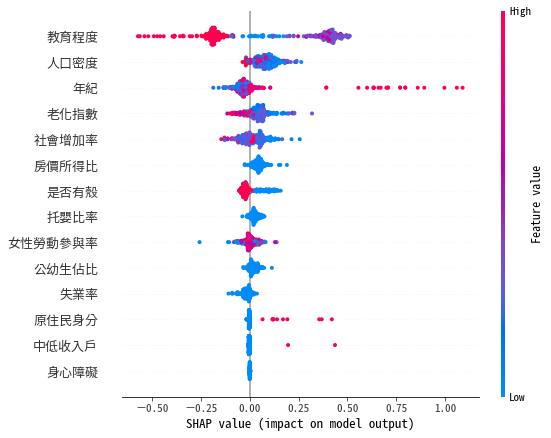 教育程度
人口密度
年紀
老化指數
社會增加率
房價所得比
是否有殼
托嬰比率
女性勞動參與率
公幼生佔比
失業率
原住民身分
中低收入戶
身心障礙
−0.50 −0.25 0.00 0.25 0.50 0.75 1.00
SHAP value (impact on model output)
High
Feature value
Low